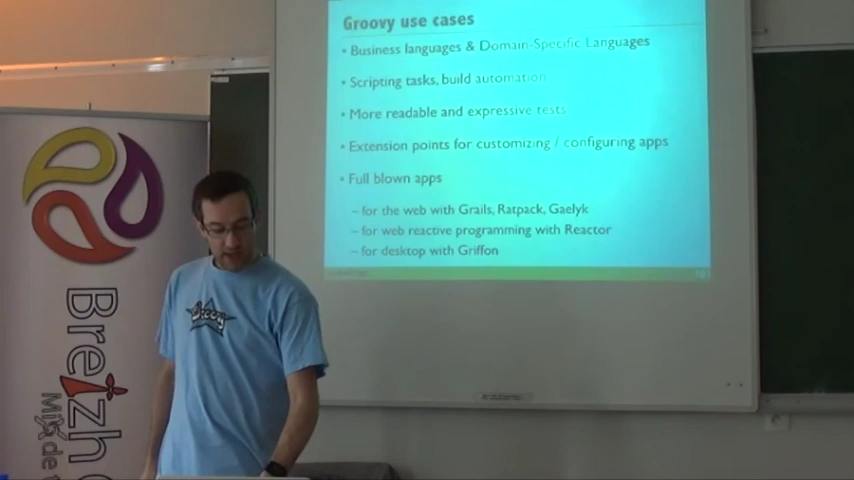 Groovy use cases
• Business languages & Domain-Specific Languages
• Scripting tasks, build automation
• More readable and expressive tests
• Extension points for customizing / configuring apps
• Full blown apps
– for the web with Grails, Ratpack, Gaelyk
– for web reactive programming with Reactor
– for desktop with Griffon
Breizh
de
Groovy